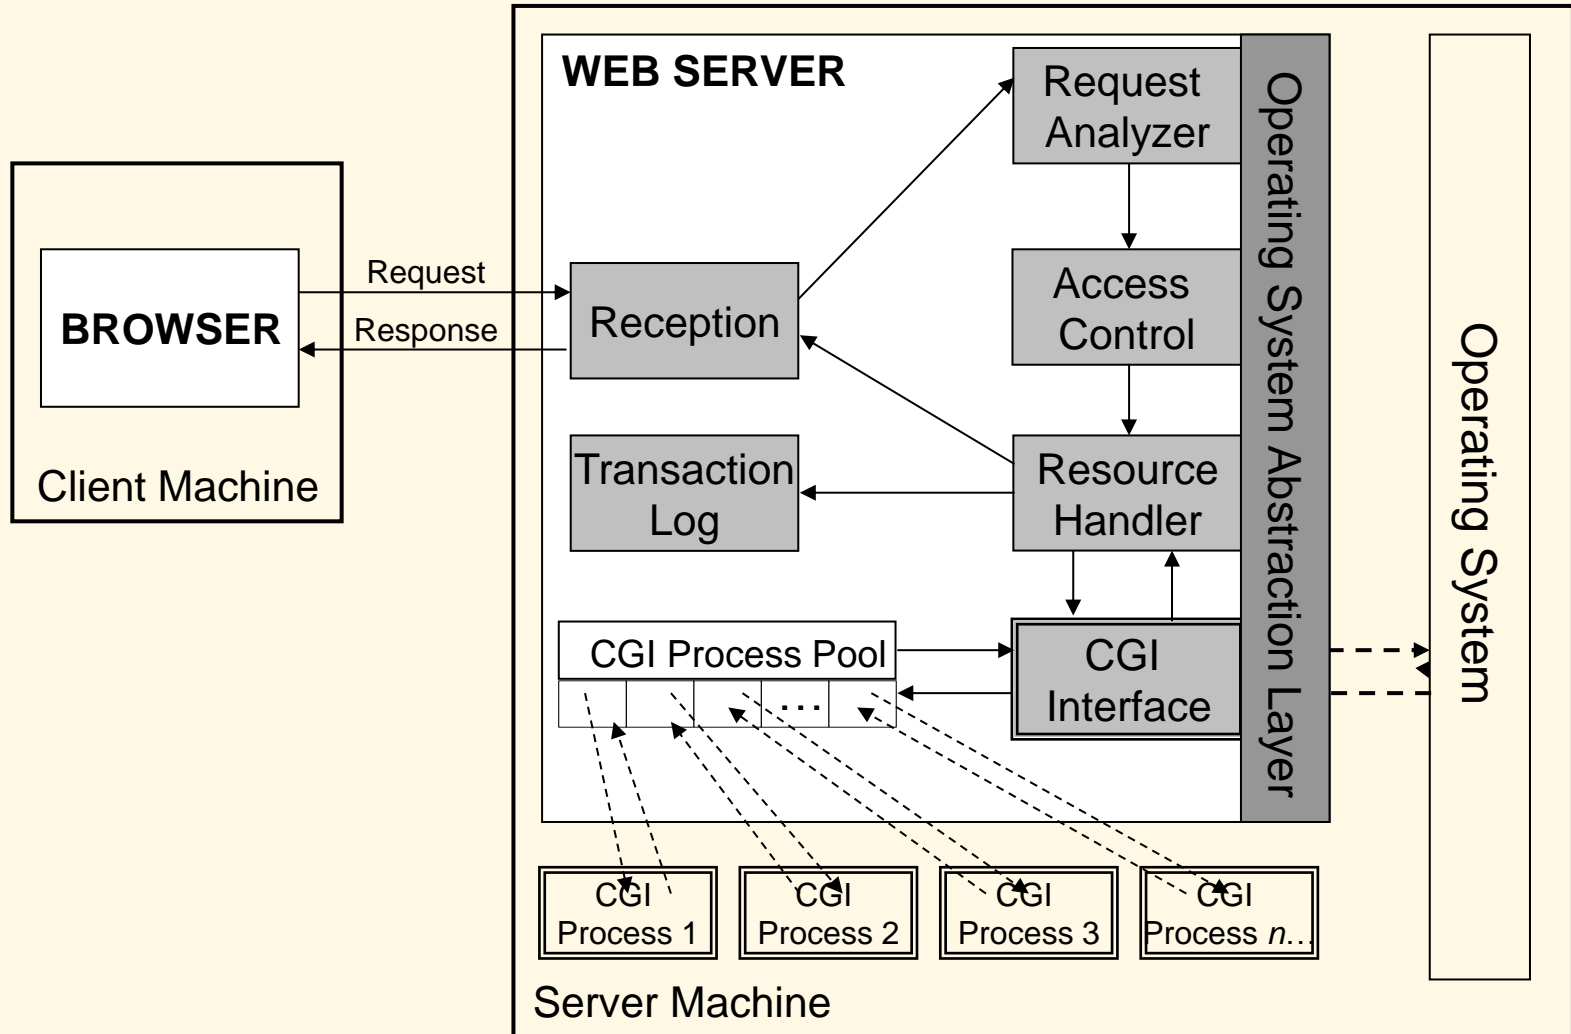 WEB SERVER
Request
Analyzer
Operating System Abstraction Layer
Operating System
Request
Response
BROWSER
Client Machine
Reception
Access
Control
Transaction
Log
Resource
Handler
CGI Process Pool
...
CGI
Interface
CGI
Process 1
CGI
Process 2
CGI
Process 3
CGI
Process n...
Server Machine